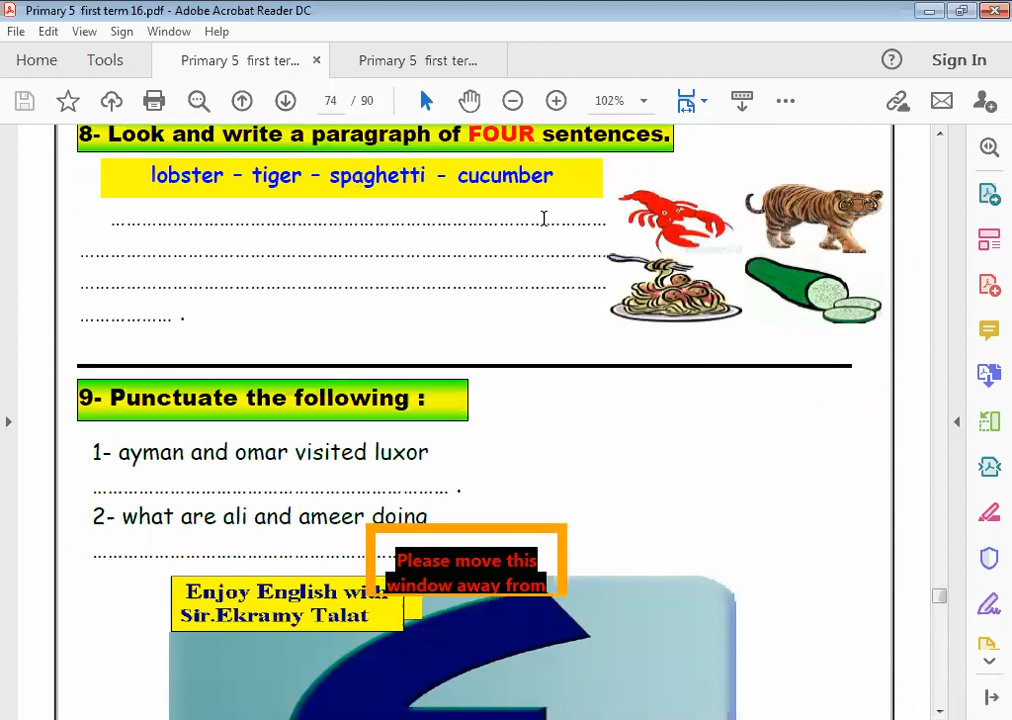 Primary 5 first term 16.pdf - Adobe Acrobat Reader DC
File Edit View Sign Window Help
Home Tools Primary 5 first ter... × Primary 5 first ter... Sign In
74 / 90 102%
8- Look and write a paragraph of FOUR sentences.
lobster – tiger – spaghetti - cucumber
9- Punctuate the following :
1- ayman and omar visited luxor
2- what are ali and ameer doing
Please move this
window away from
Enjoy English with
Sir.Ekramy Talat